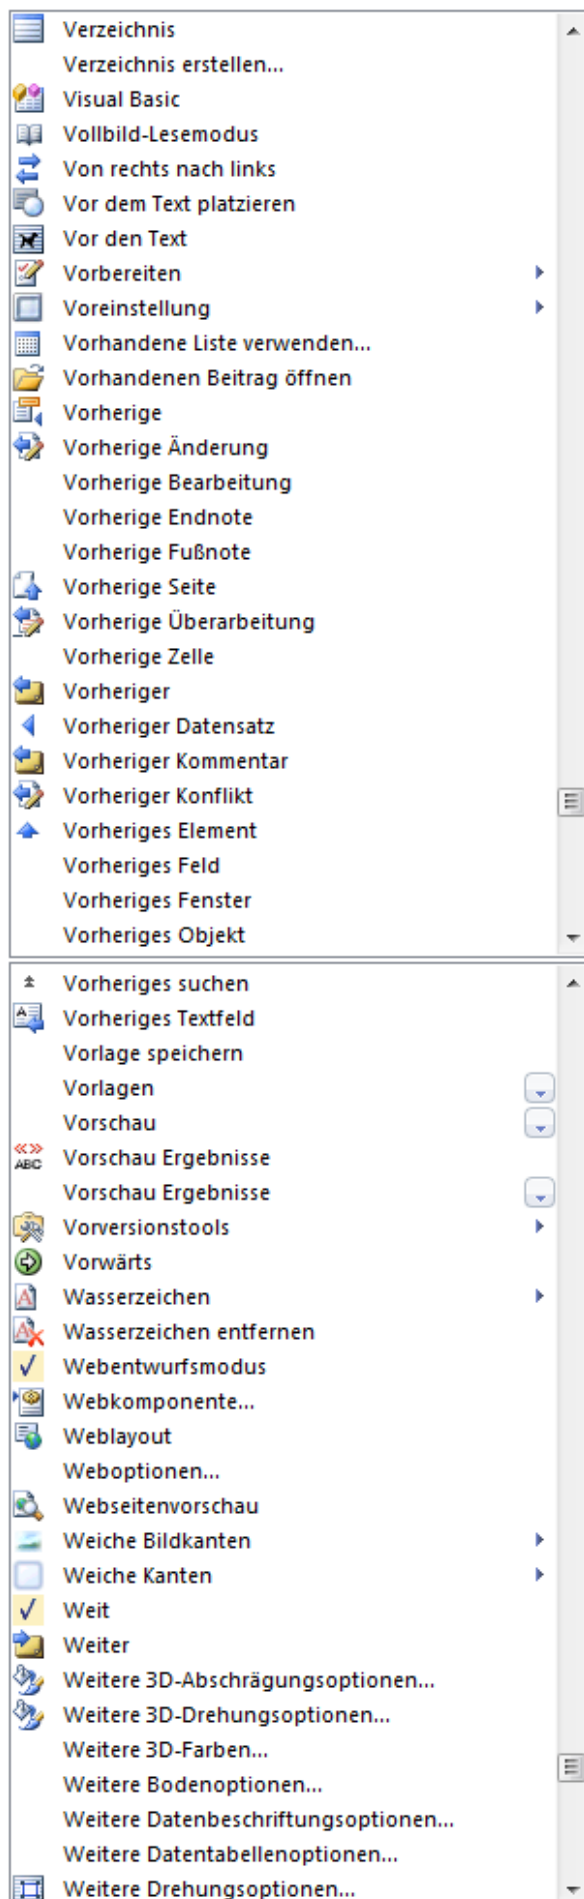 Verzeichnis
Verzeichnis erstellen...
Visual Basic
Vollbild-Lesemodus
Von rechts nach links
Vor dem Text platzieren
Vor den Text
Vorbereiten
Voreinstellung
Vorhandene Liste verwenden...
Vorhandenen Beitrag öffnen
Vorherige
Vorherige Änderung
Vorherige Bearbeitung
Vorherige Endnote
Vorherige Fußnote
Vorherige Seite
Vorherige Überarbeitung
Vorherige Zelle
Vorheriger
Vorheriger Datensatz
Vorheriger Kommentar
Vorheriger Konflikt
Vorheriges Element
Vorheriges Feld
Vorheriges Fenster
Vorheriges Objekt
Vorheriges suchen
Vorheriges Textfeld
Vorlage speichern
Vorlagen
Vorschau
«» ABC Vorschau Ergebnisse
Vorschau Ergebnisse
Vorversionstools
Vorwärts
Wasserzeichen
Wasserzeichen entfernen
Webentwurfsmodus
Webkomponente...
Weblayout
Weboptionen...
Webseitenvorschau
Weiche Bildkanten
Weiche Kanten
Weit
Weiter
Weitere 3D-Abschrägungsoptionen...
Weitere 3D-Drehungsoptionen...
Weitere 3D-Farben...
Weitere Bodenoptionen...
Weitere Datenbeschriftungsoptionen...
Weitere Datentabellenoptionen...
Weitere Drehungsoptionen...